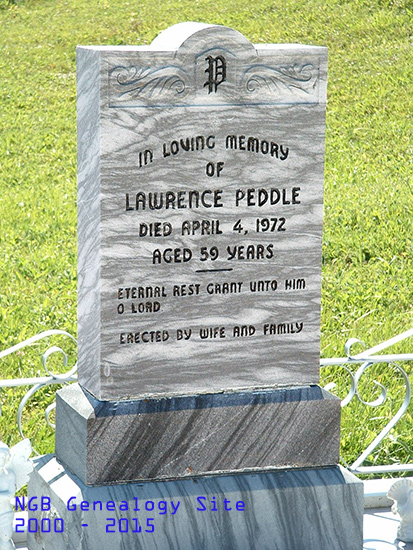 P
IN LOVING MEMORY
OF
LAWRENCE PEDDLE
DIED APRIL 4, 1972
AGED 59 YEARS
ETERNAL REST GRANT UNTO HIM
O LORD
ERECTED BY WIFE AND FAMILY
NGB Genealogy Site
2000 - 2015